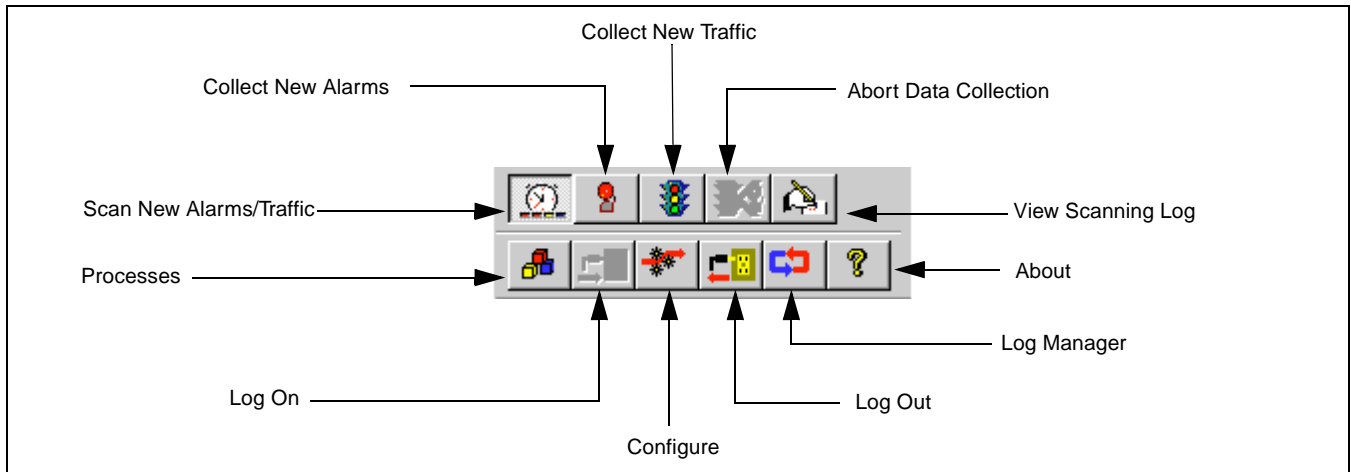 Collect New Traffic
Collect New Alarms
Abort Data Collection
Scan New Alarms/Traffic
View Scanning Log
Processes
About
Log Manager
Log On
Log Out
Configure